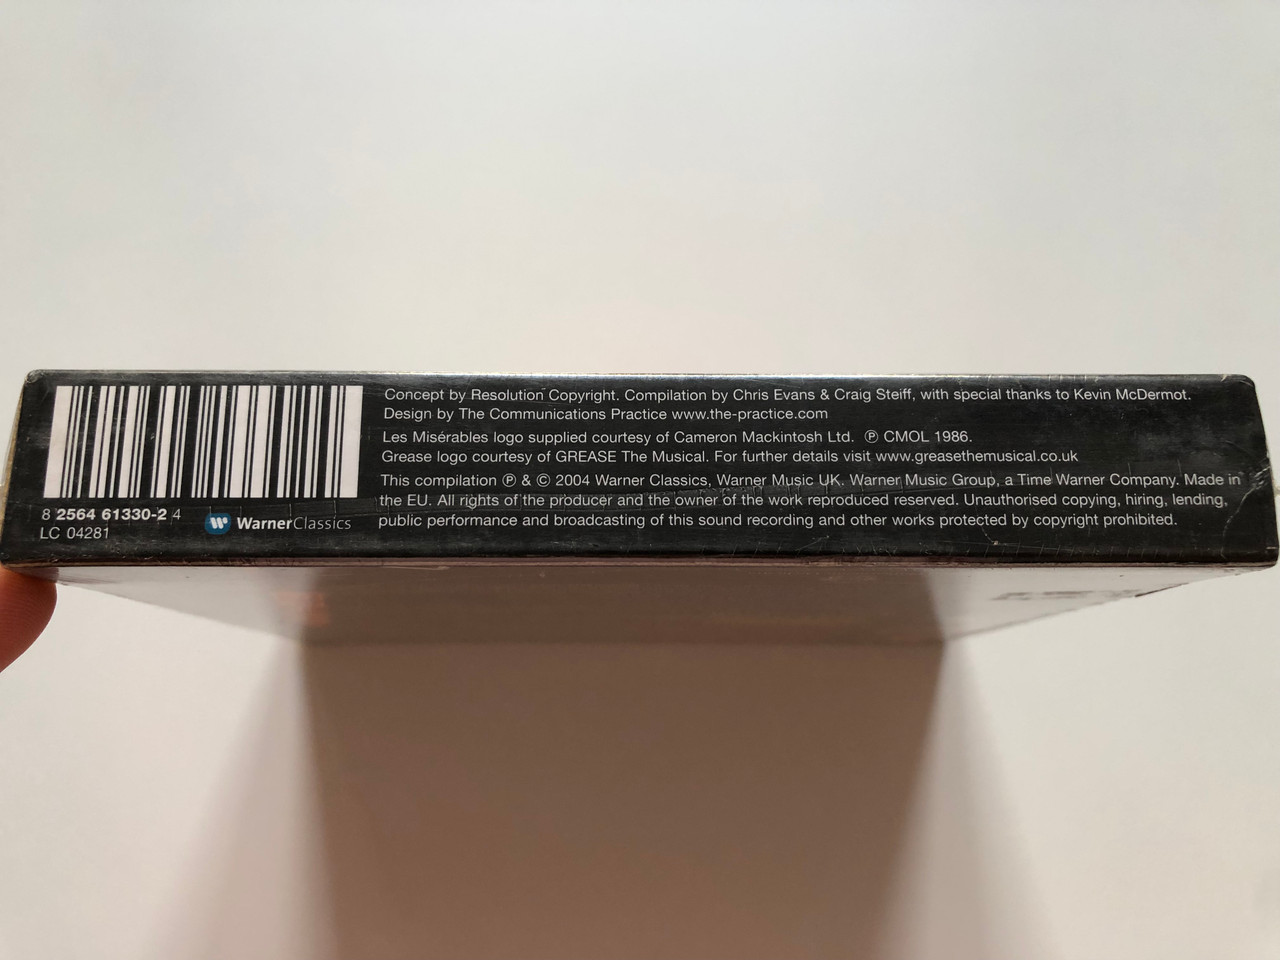 8 2564 61330-2 4
LC 04281
WarnerClassics
Concept by Resolution Copyright. Compilation by Chris Evans & Craig Steiff, with special thanks to Kevin McDermot.
Design by The Communications Practice www.the-practice.com
Les Misérables logo supplied courtesy of Cameron Mackintosh Ltd. ℗ CMOL 1986.
Grease logo courtesy of GREASE The Musical. For further details visit www.greasethemusical.co.uk
This compilation ℗ & © 2004 Warner Classics, Warner Music UK. Warner Music Group, a Time Warner Company. Made in
the EU. All rights of the producer and the owner of the work reproduced reserved. Unauthorised copying, hiring, lending,
public performance and broadcasting of this sound recording and other works protected by copyright prohibited.